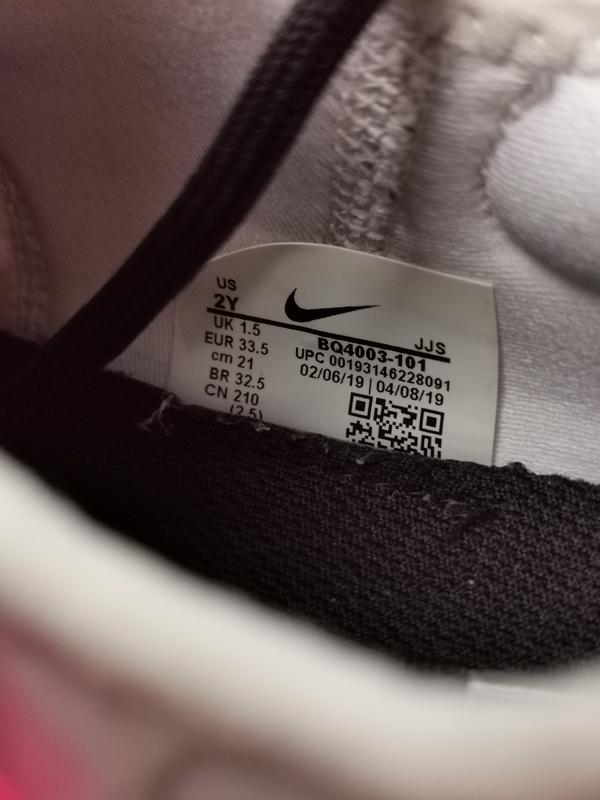 US
2Y
UK 1.5
EUR 33.5
cm 21
BR 32.5
CN 210
(2.5)
JJS
BQ4003-101
UPC 00193146228091
02/06/19 | 04/08/19